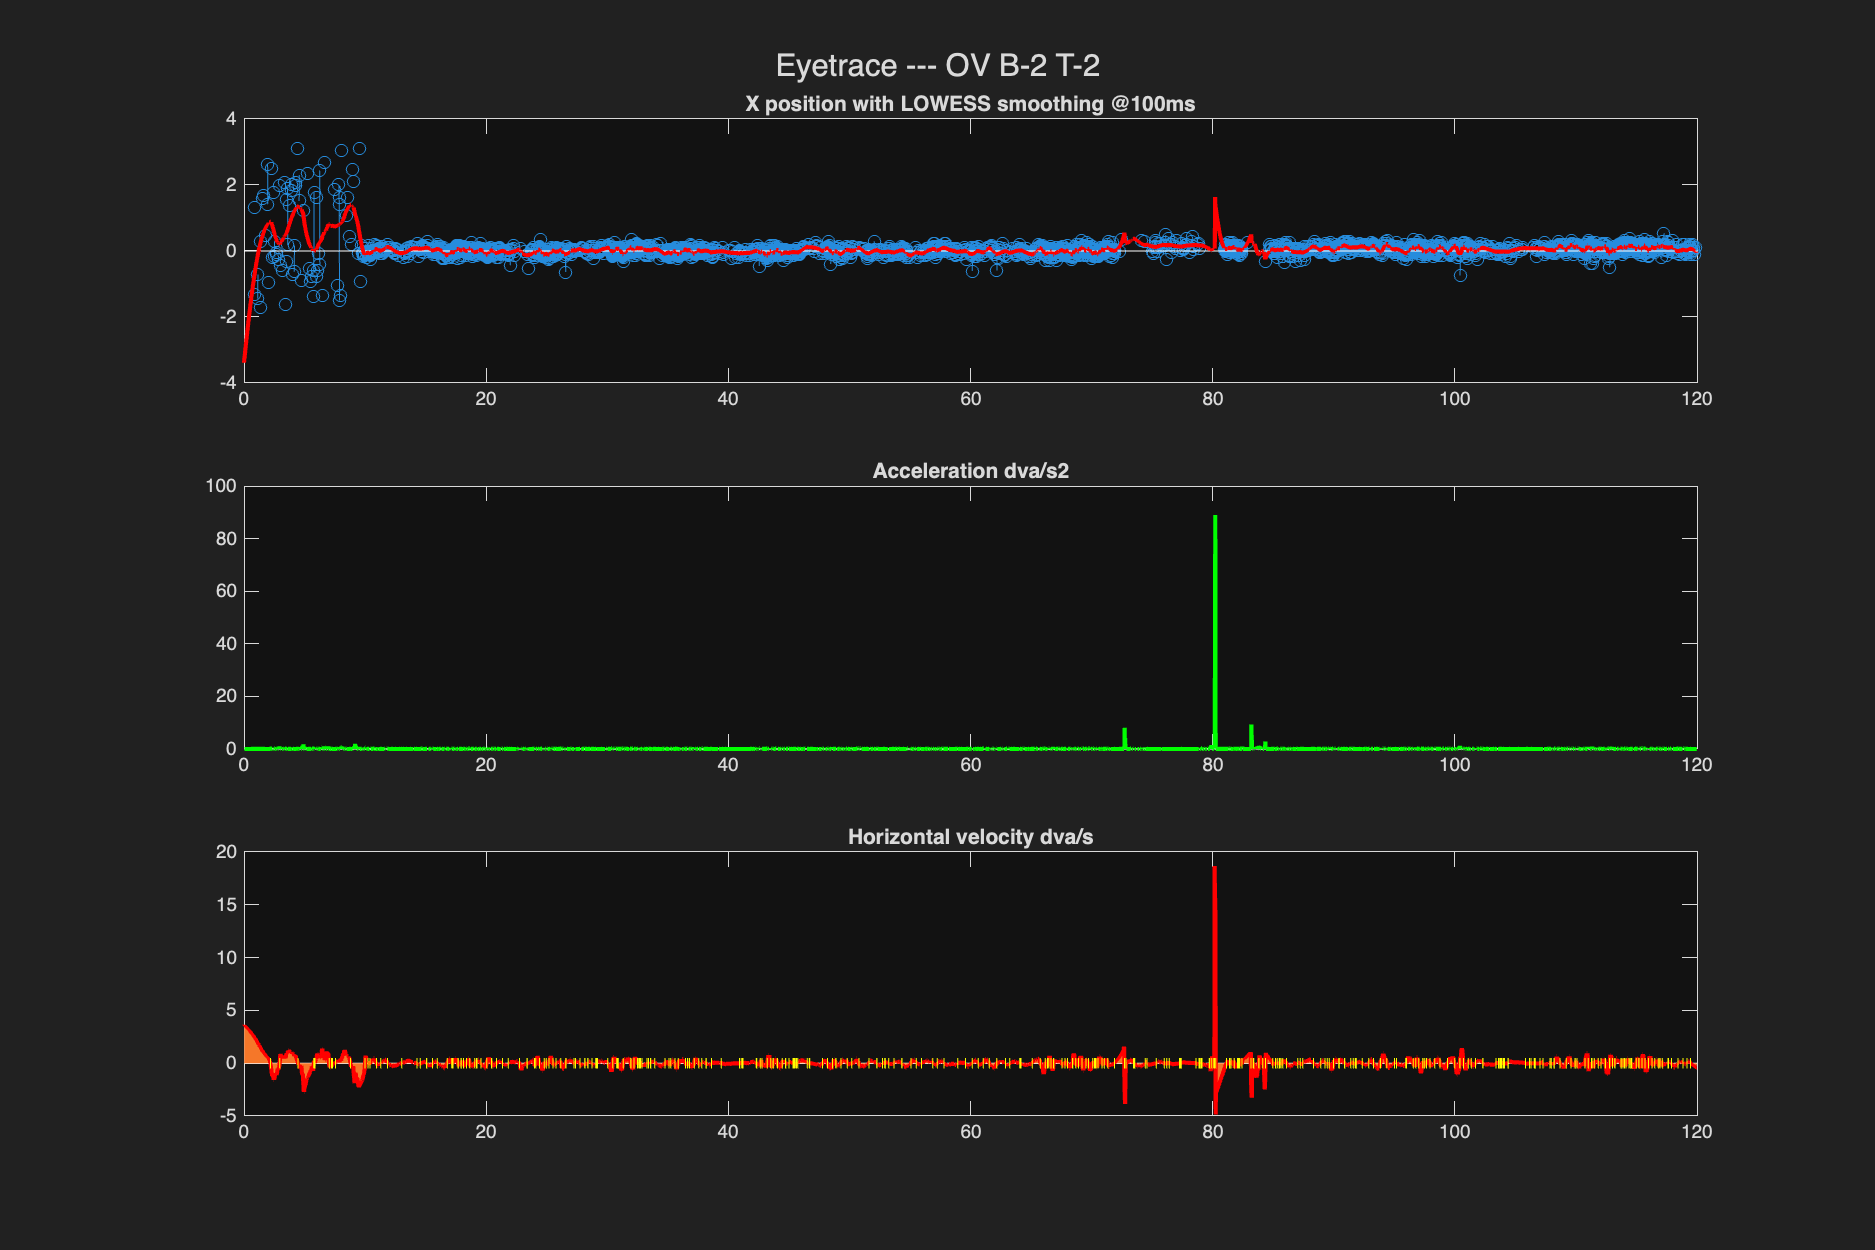 Eyetrace --- OV B-2 T-2
X position with LOWESS smoothing @100ms
4
2
0
-2
-4
0 20 40 60 80 100 120
Acceleration dva/s2
100
80
60
40
20
0
0 20 40 60 80 100 120
Horizontal velocity dva/s
20
15
10
5
0
-5
0 20 40 60 80 100 120